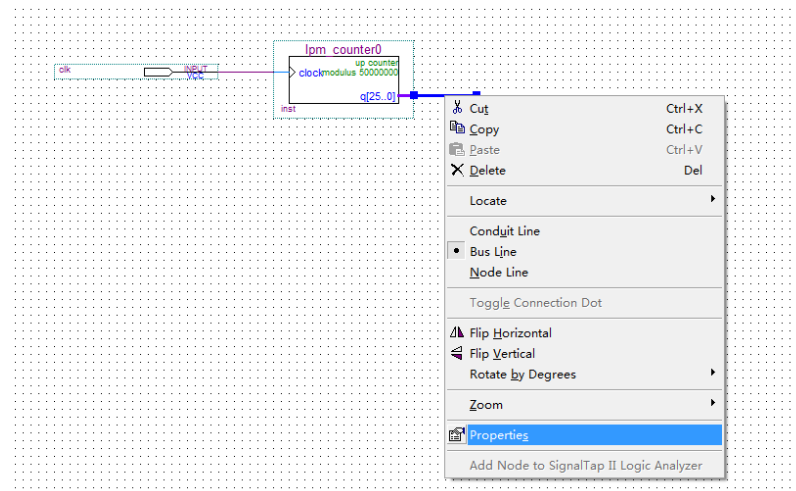 lpm_counter0
up counter
clk
INPUT
VCC
clock
modulus 50000000
q[25..0]
inst
Cut Ctrl+X
Copy Ctrl+C
Paste Ctrl+V
Delete Del
Locate
Conduit Line
Bus Line
Node Line
Toggle Connection Dot
Flip Horizontal
Flip Vertical
Rotate by Degrees
Zoom
Properties
Add Node to SignalTap II Logic Analyzer